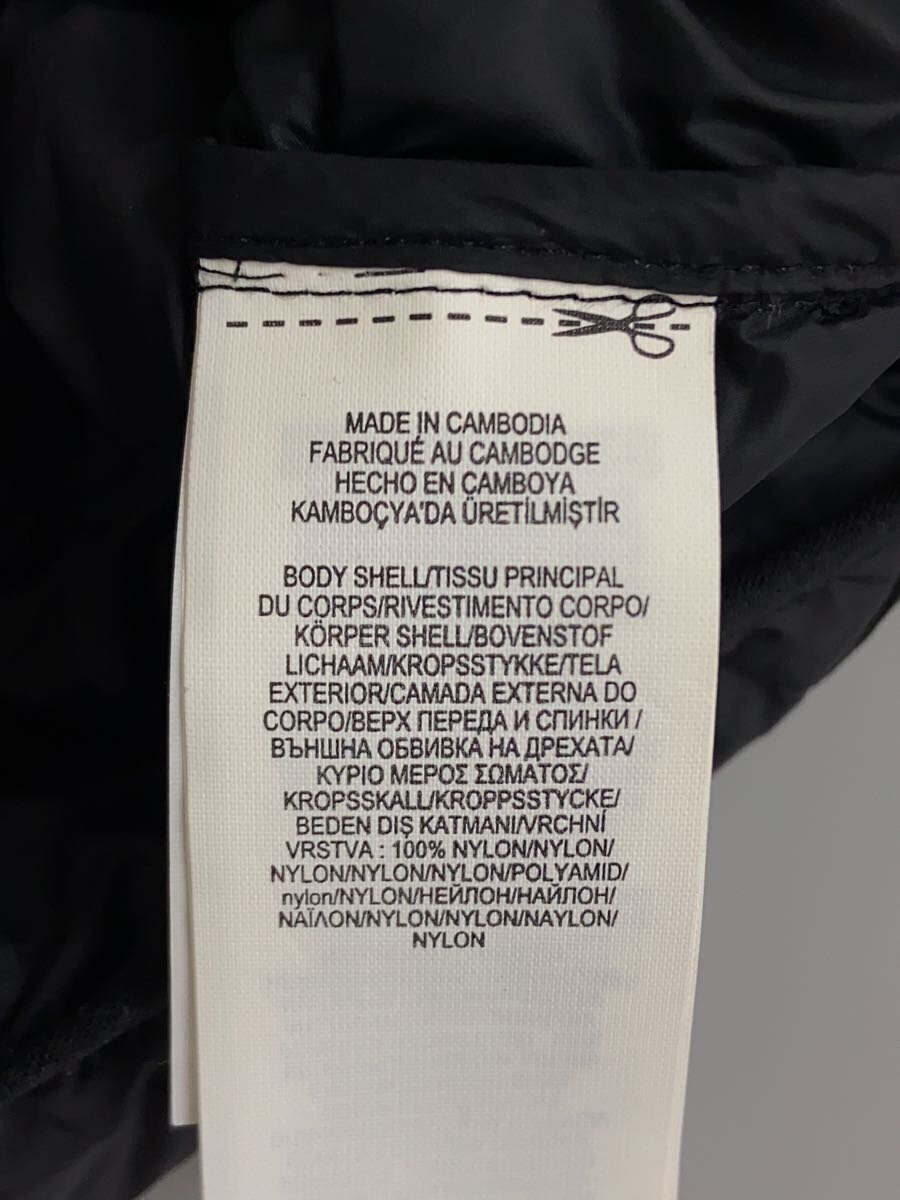 MADE IN CAMBODIA
FABRIQUÉ AU CAMBODGE
HECHO EN CAMBOYA
KAMBOÇYA'DA ÜRETİLMİŞTİR
BODY SHELL/TISSU PRINCIPAL
DU CORPS/RIVESTIMENTO CORPO/
KÖRPER SHELL/BOVENSTOF
LICHAAM/KROPSSTYKKE/TELA
EXTERIOR/CAMADA EXTERNA DO
CORPO/ВЕРХ ПЕРЕДА И СПИНКИ /
ВЪНШНА ОБВИВКА НА ДРЕХАТА/
ΚΥΡΙΟ ΜΕΡΟΣ ΣΩΜΑΤΟΣ/
KROPSSKALL/KROPPSSTYCKE/
BEDEN DIŞ KATMANI/VRCHNÍ
VRSTVA : 100% NYLON/NYLON/
NYLON/NYLON/NYLON/POLYAMID/
nylon/NYLON/НЕЙЛОН/НАЙЛОН/
ΝΑΪΛΟΝ/NYLON/NYLON/NAYLON/
NYLON